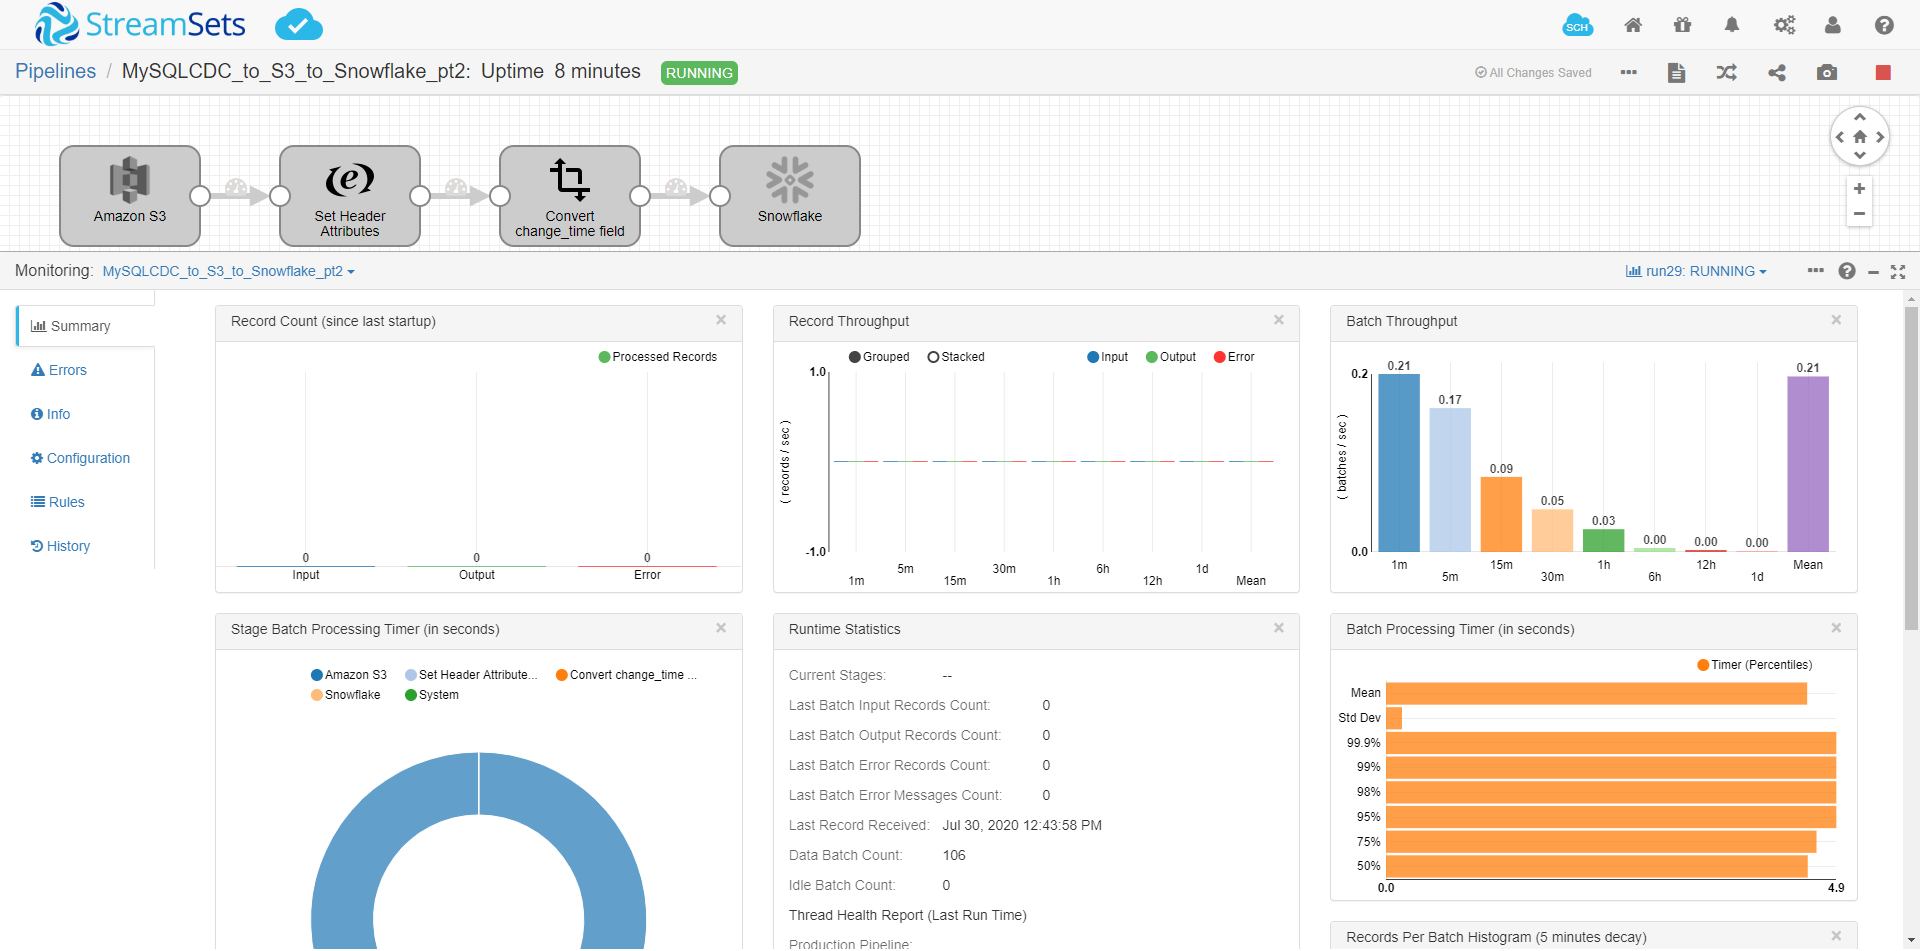 StreamSets
SCH
Pipelines / MySQLCDC_to_S3_to_Snowflake_pt2: Uptime 8 minutes RUNNING
All Changes Saved
Amazon S3
Set Header
Attributes
Convert
change_time field
Snowflake
Monitoring: MySQLCDC_to_S3_to_Snowflake_pt2
run29: RUNNING
Summary
Errors
Info
Configuration
Rules
History
Record Count (since last startup)
Processed Records
0 0 0
Input Output Error
Record Throughput
Grouped Stacked Input Output Error
1.0
( records / sec )
-1.0
5m 30m 6h 1d
1m 15m 1h 12h Mean
Batch Throughput
0.21
0.17
0.09
0.05
0.03
0.00
0.00
0.00
0.21
0.2
( batches / sec )
0.0
1m 15m 1h 12h Mean
5m 30m 6h 1d
Stage Batch Processing Timer (in seconds)
Amazon S3 Set Header Attribute... Convert change_time ...
Snowflake System
Runtime Statistics
Current Stages: --
Last Batch Input Records Count: 0
Last Batch Output Records Count: 0
Last Batch Error Records Count: 0
Last Batch Error Messages Count: 0
Last Record Received: Jul 30, 2020 12:43:58 PM
Data Batch Count: 106
Idle Batch Count: 0
Thread Health Report (Last Run Time)
Production Pipeline:
Batch Processing Timer (in seconds)
Timer (Percentiles)
Mean
Std Dev
99.9%
99%
98%
95%
75%
50%
0.0 4.9
Records Per Batch Histogram (5 minutes decay)